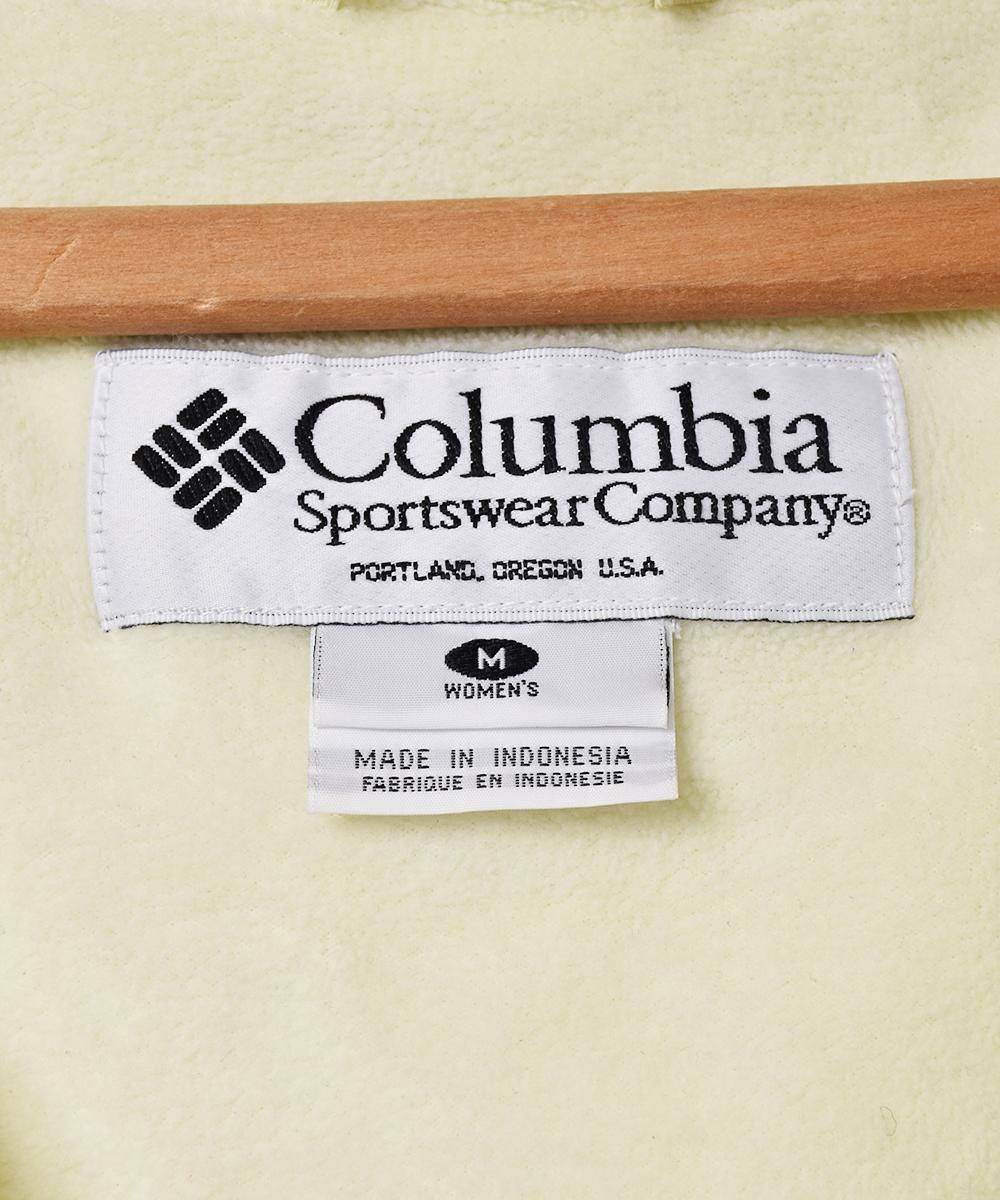 Columbia
Sportswear Company®
PORTLAND, OREGON U.S.A.
M
WOMEN'S
MADE IN INDONESIA
FABRIQUE EN INDONESIE